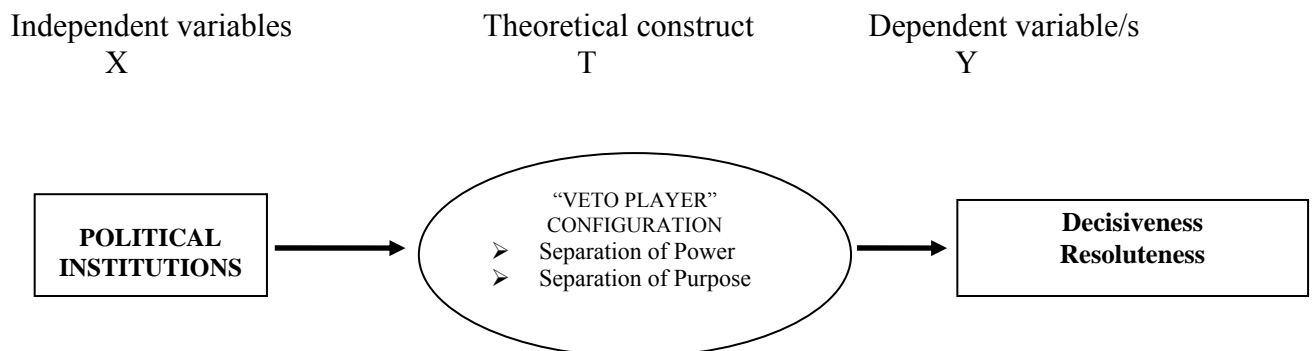 Independent variables
X
Theoretical construct
T
Dependent variable/s
Y
POLITICAL
INSTITUTIONS
“VETO PLAYER”
CONFIGURATION
➢ Separation of Power
➢ Separation of Purpose
Decisiveness
Resoluteness